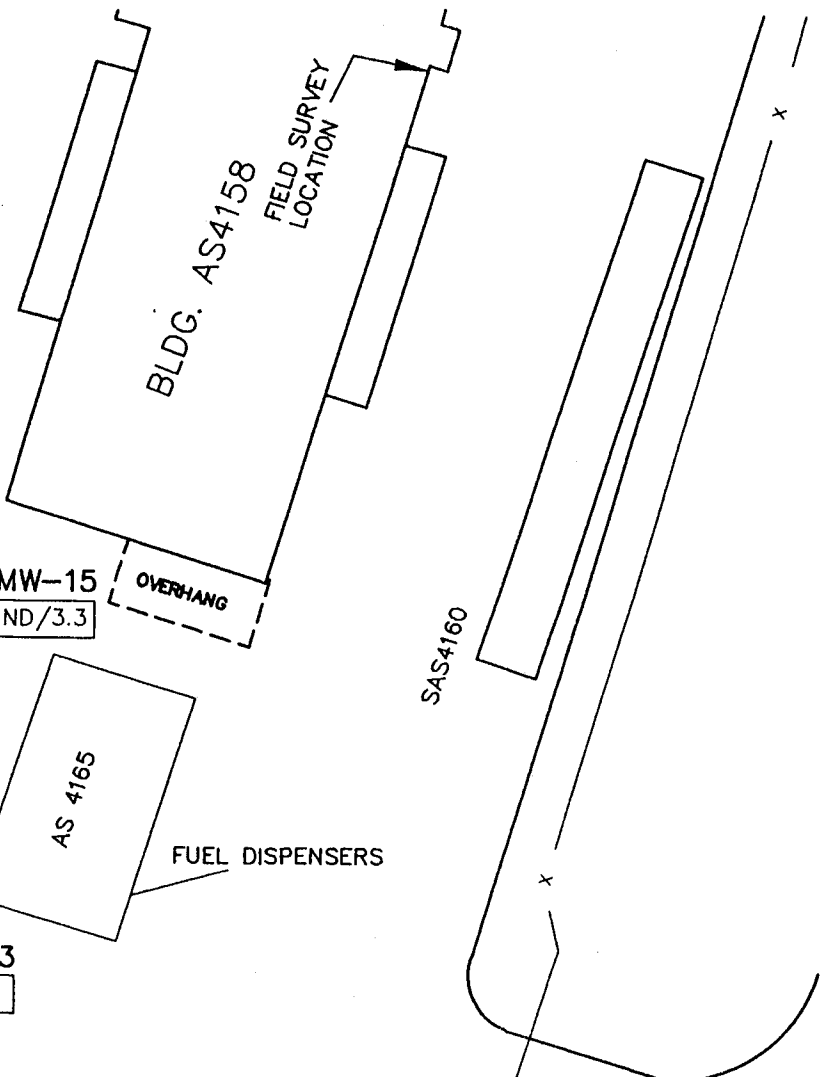 FIELD SURVEY
LOCATION
BLDG. AS4158
MW-15
ND/3.3
OVERHANG
SAS4160
AS 4165
FUEL DISPENSERS
3
x
x